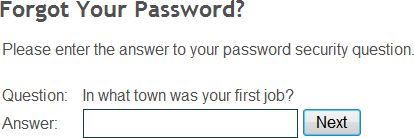 Forgot Your Password?
Please enter the answer to your password security question.
Question: In what town was your first job?
Answer: Next